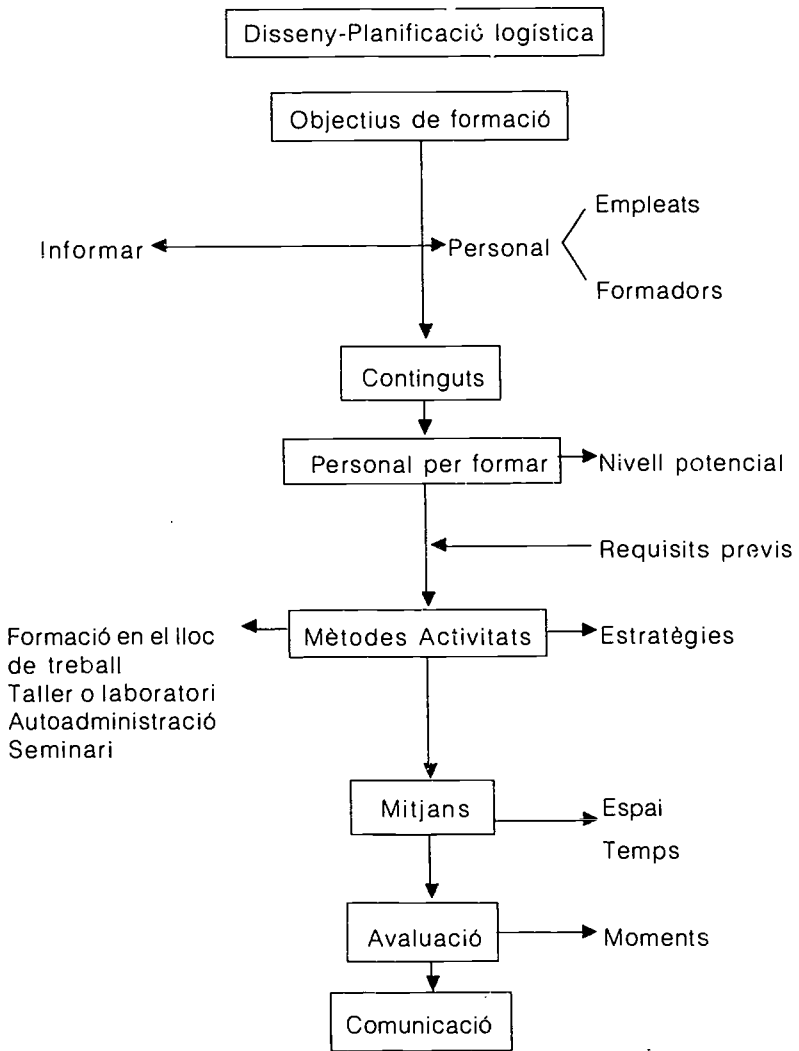 Disseny-Planificació logística
Objectius de formació
Empleats
Informar
Personal
Formadors
Continguts
Personal per formar
Nivell potencial
Requisits previs
Formació en el lloc
de treball
Taller o laboratori
Autoadministració
Seminari
Mètodes Activitats
Estratègies
Mitjans
Espai
Temps
Avaluació
Moments
Comunicació